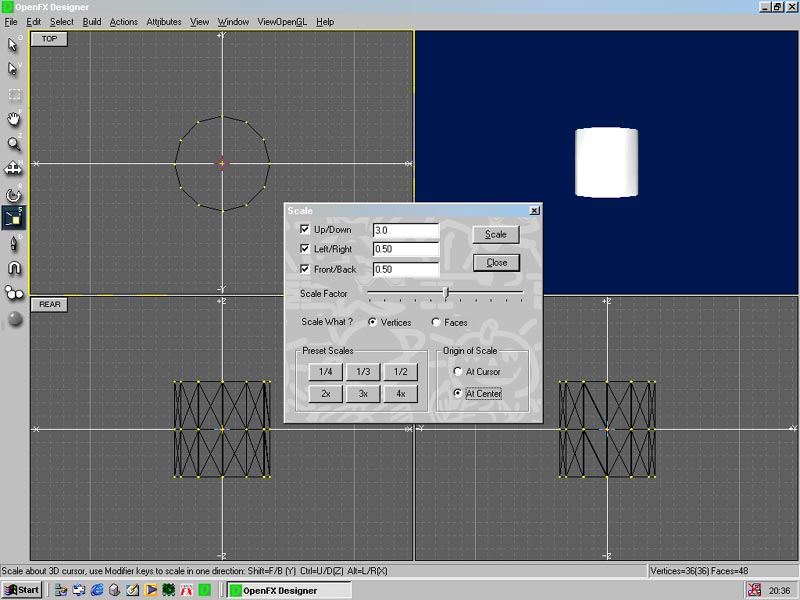 OpenFX Designer
File Edit Select Build Actions Attributes View Window ViewOpenGL Help
TOP
+Y
-X
-Y
Scale
Up/Down 3.0
Scale
Left/Right 0.50
Front/Back 0.50
Close
Scale Factor
Scale What ? Vertices Faces
Preset Scales
Origin of Scale
1/4 1/3 1/2
At Cursor
2x 3x 4x
At Center
REAR
+Z
+Z
-X
-Y
+Y
-Z
-Z
Scale about 3D cursor, use Modifier keys to scale in one direction: Shift=F/B (Y) Ctrl=U/D(Z) Alt=L/R(X)
Vertices=36(36) Faces=48
Start
OpenFX Designer
20:36